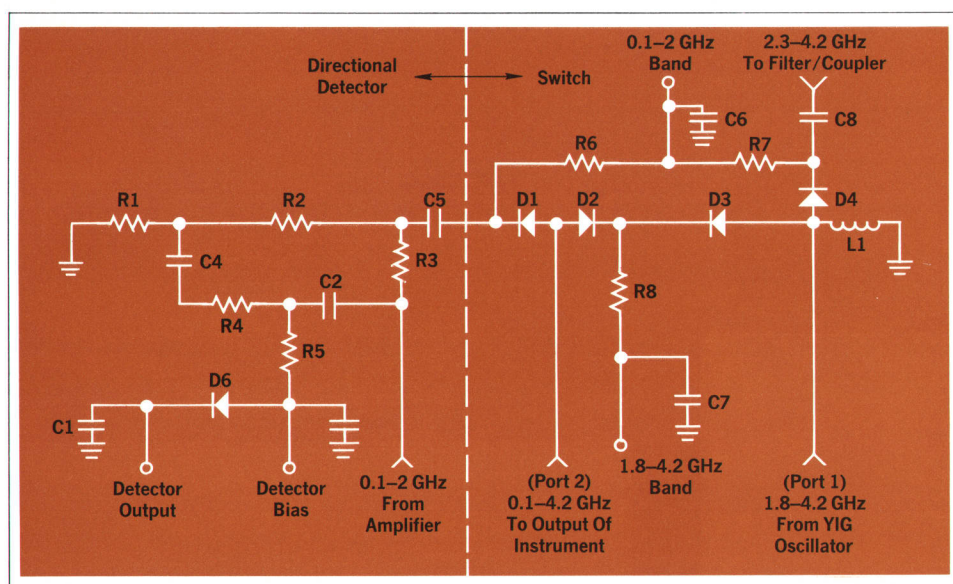 0.1–2 GHz
Band
2.3–4.2 GHz
To Filter/Coupler
Directional
Detector
Switch
C6
C8
R6
R7
R1
R2
C5
D1
D2
D3
D4
L1
C4
R3
C2
R8
R4
R5
D6
C1
C7
Detector
Output
Detector
Bias
0.1–2 GHz
From
Amplifier
(Port 2)
0.1–4.2 GHz
To Output Of
Instrument
1.8–4.2 GHz
Band
(Port 1)
1.8–4.2 GHz
From YIG
Oscillator